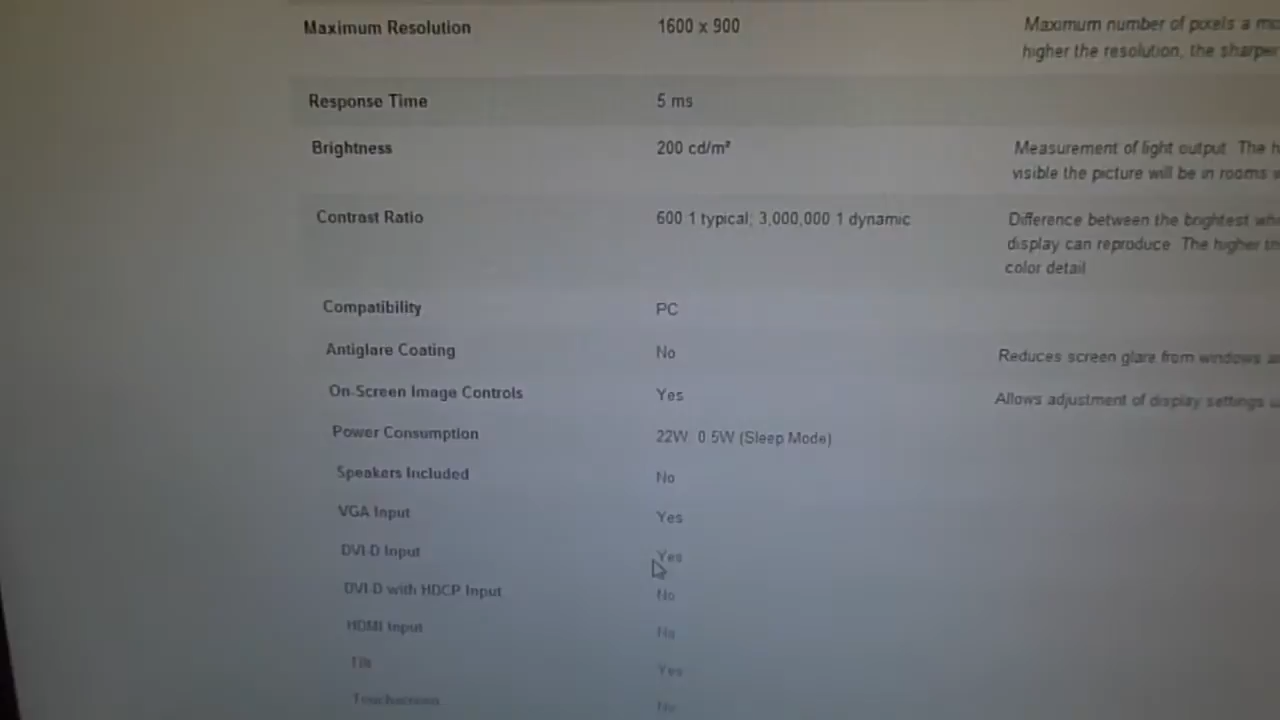 Maximum Resolution 1600 x 900 Maximum number of pixels a
higher the resolution, the sharper
Response Time 5 ms
Brightness 200 cd/m² Measurement of light output. The
visible the picture will be in rooms
Contrast Ratio 600 1 typical; 3,000,000 1 dynamic Difference between the brightest
display can reproduce. The higher
color detail
Compatibility PC
Antiglare Coating No Reduces screen glare from windows
On-Screen Image Controls Yes Allows adjustment of display settings
Power Consumption 22W 0.5W (Sleep Mode)
Speakers Included No
VGA Input Yes
DVI-D Input Yes
DVI-D with HDCP Input No
HDMI Input No
Tilt Yes
Touchscreen No